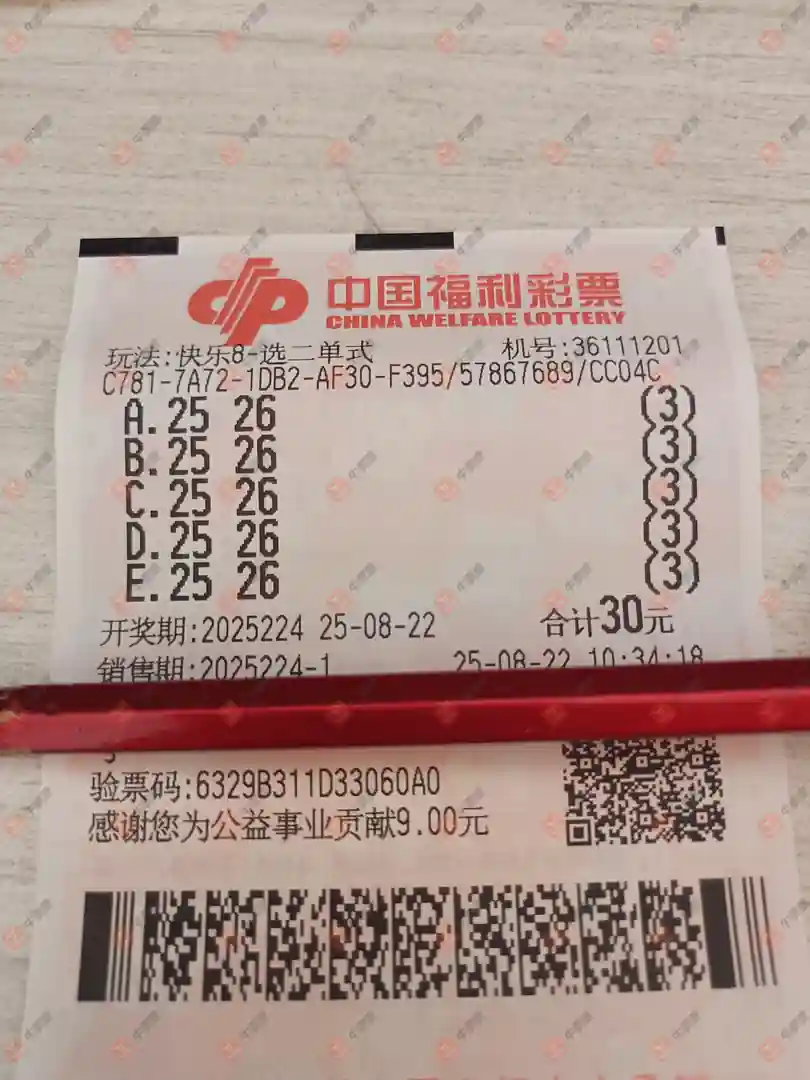 中国福利彩票
CHINA WELFARE LOTTERY
玩法:快乐8-选二单式 机号:36111201
C781-7A72-1DB2-AF30-F395/57867689/CC04C
A.25 26 (3)
B.25 26 (3)
C.25 26 (3)
D.25 26 (3)
E.25 26 (3)
开奖期:2025224 25-08-22 合计30元
销售期:2025224-1 25-08-22 10:34:18
验票码:6329B311D33060A0
感谢您为公益事业贡献9.00元